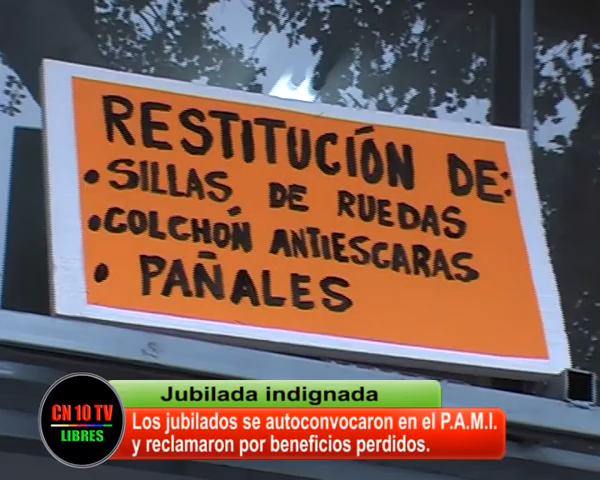 RESTITUCIÓN DE:
• SILLAS DE RUEDAS
• COLCHÓN ANTIESCARAS
• PAÑALES
Jubilada indignada
CN 10 TV
LIBRES
Los jubilados se autoconvocaron en el P.A.M.I.
y reclamaron por beneficios perdidos.